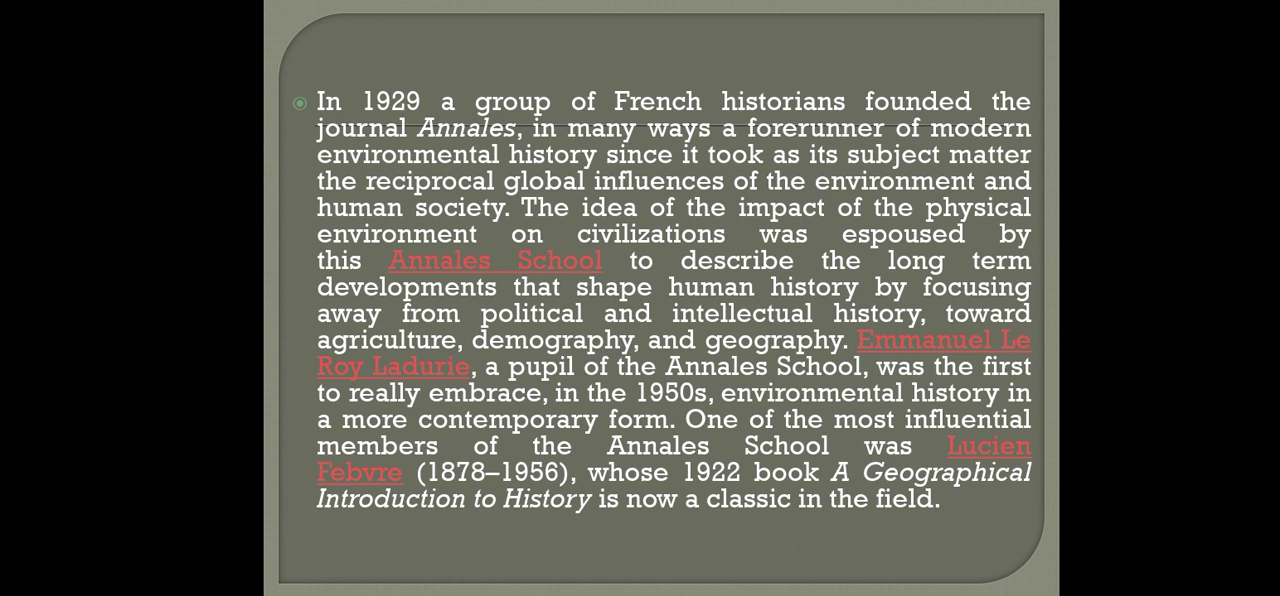 In 1929 a group of French historians founded the
journal Annales, in many ways a forerunner of modern
environmental history since it took as its subject matter
the reciprocal global influences of the environment and
human society. The idea of the impact of the physical
environment on civilizations was espoused by
this Annales School to describe the long term
developments that shape human history by focusing
away from political and intellectual history, toward
agriculture, demography, and geography. Emmanuel Le
Roy Ladurie, a pupil of the Annales School, was the first
to really embrace, in the 1950s, environmental history in
a more contemporary form. One of the most influential
members of the Annales School was Lucien
Febvre (1878–1956), whose 1922 book A Geographical
Introduction to History is now a classic in the field.